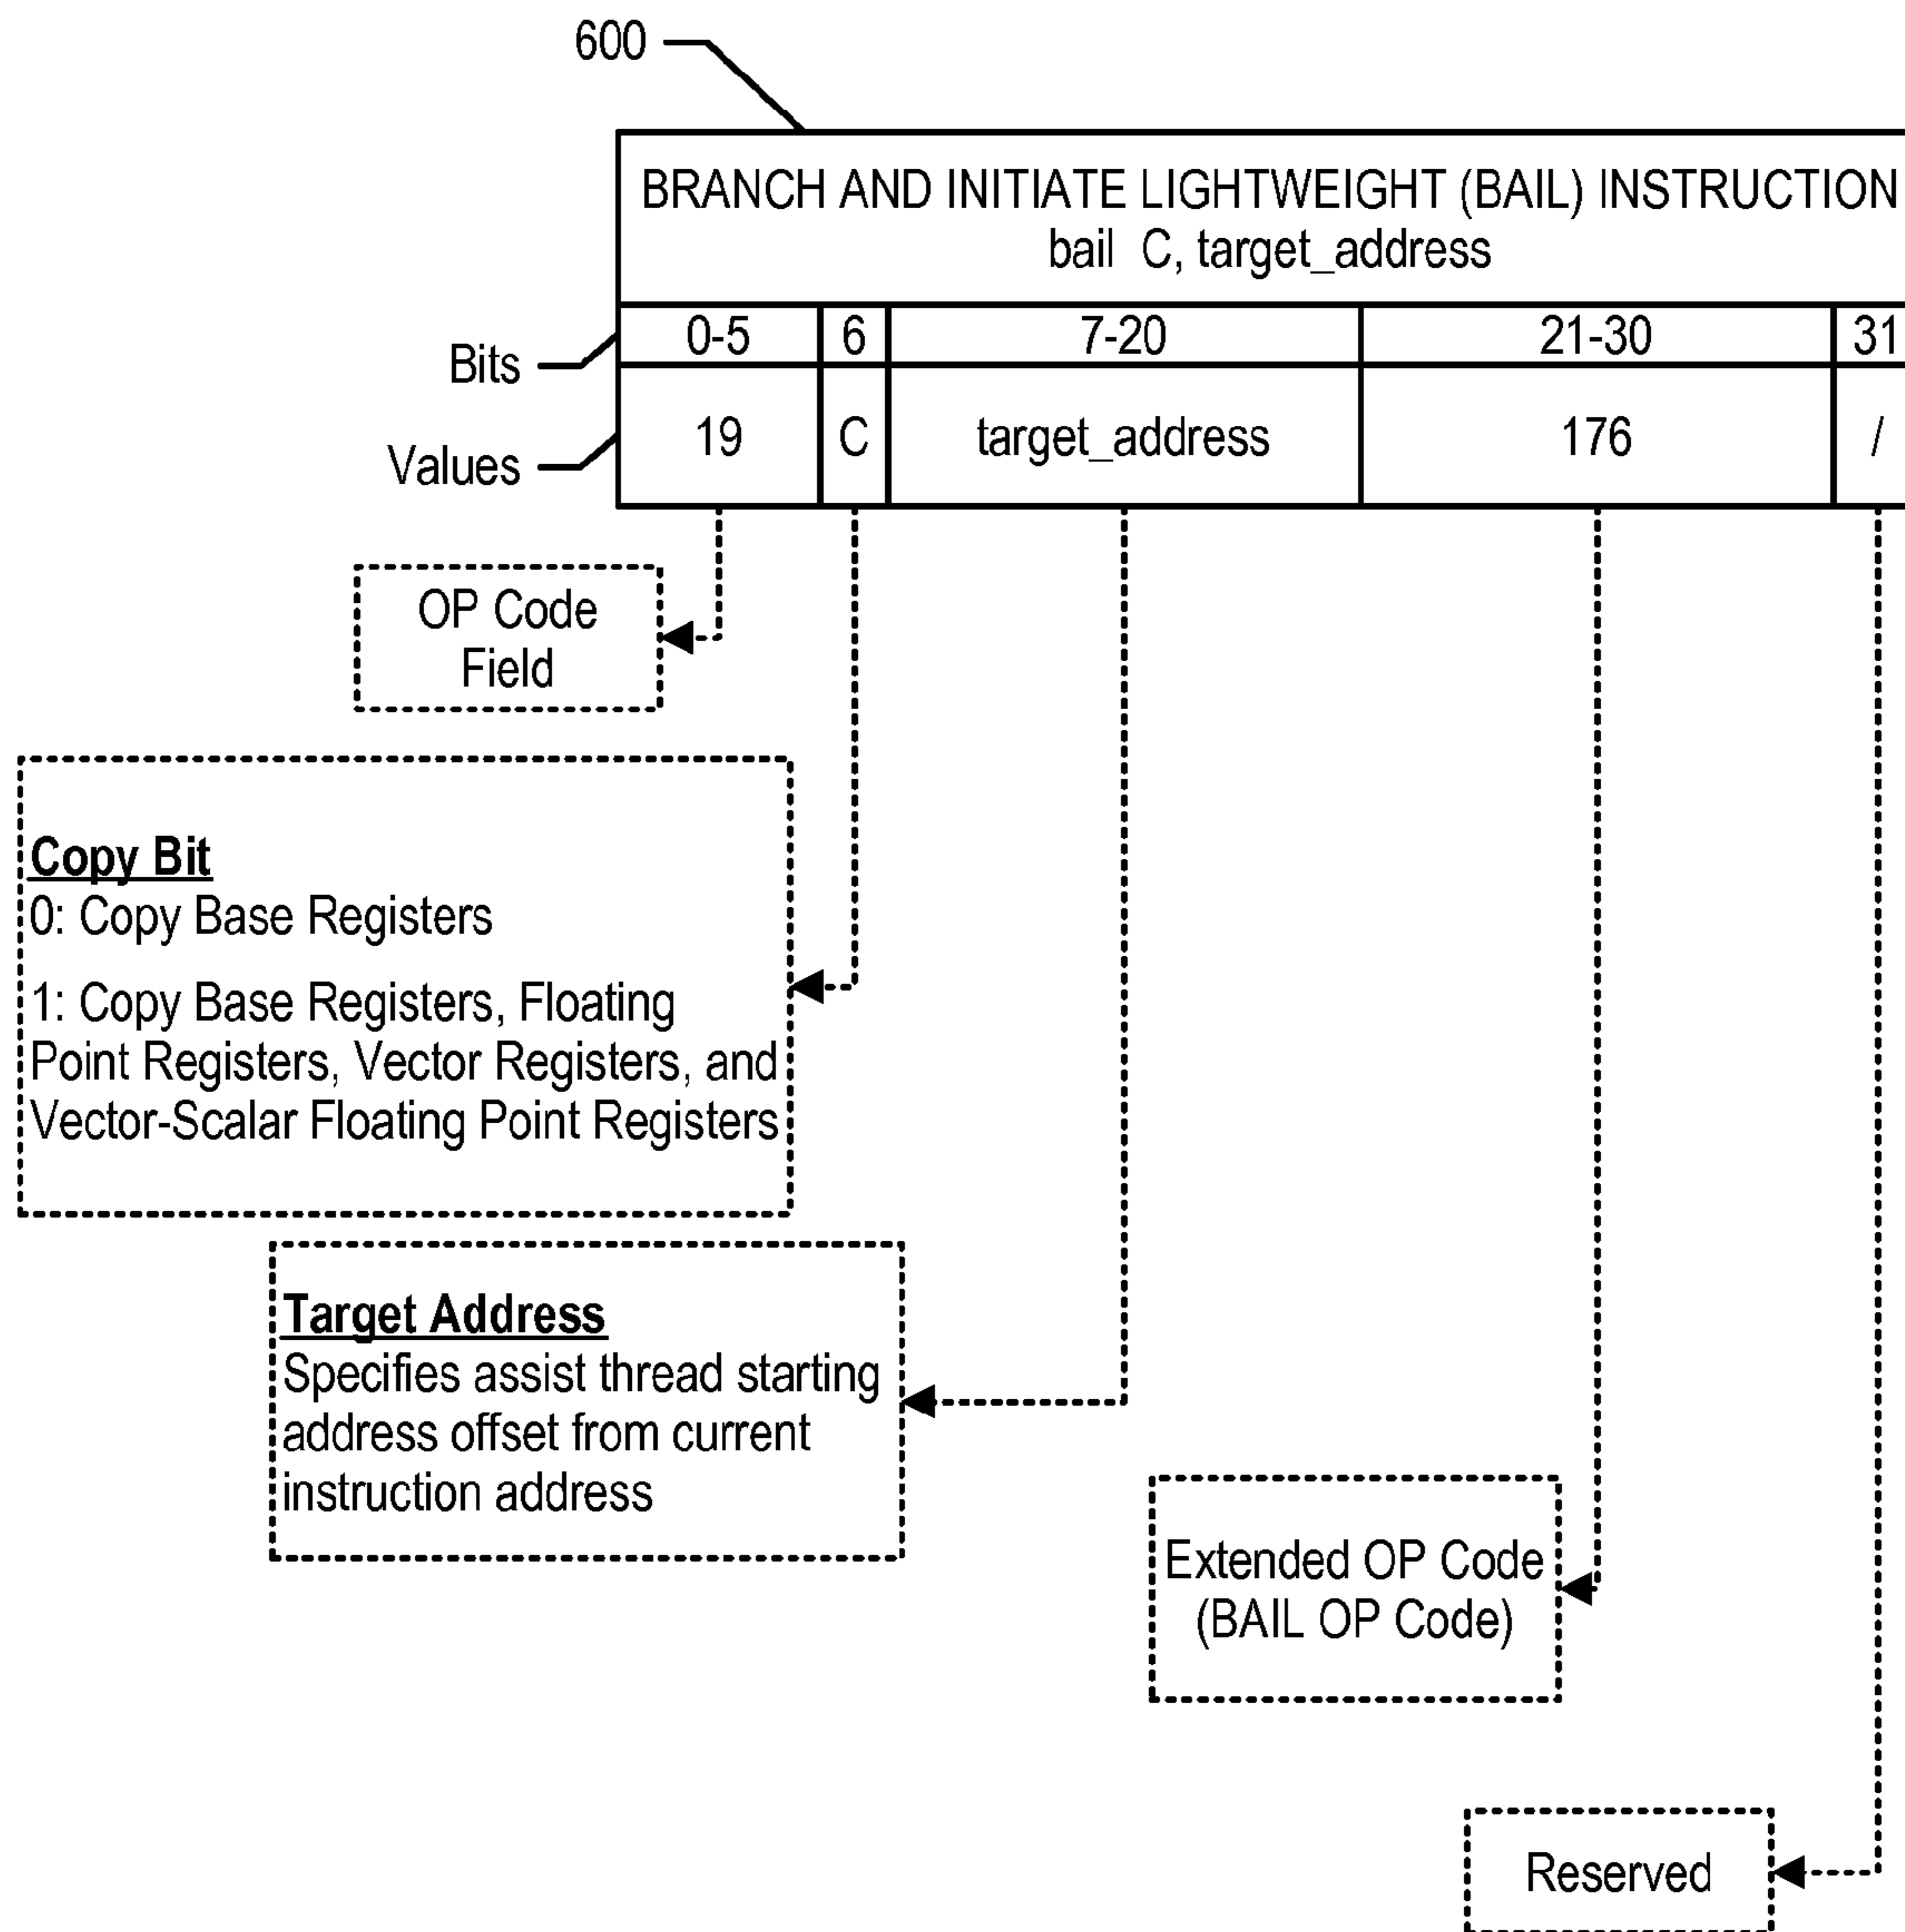 600
BRANCH AND INITIATE LIGHTWEIGHT (BAIL) INSTRUCTION
bail C, target_address
Bits
0-5 6 7-20 21-30 31
Values
19 C target_address 176 /
OP Code
Field
Copy Bit
0: Copy Base Registers
1: Copy Base Registers, Floating
Point Registers, Vector Registers, and
Vector-Scalar Floating Point Registers
Target Address
Specifies assist thread starting
address offset from current
instruction address
Extended OP Code
(BAIL OP Code)
Reserved